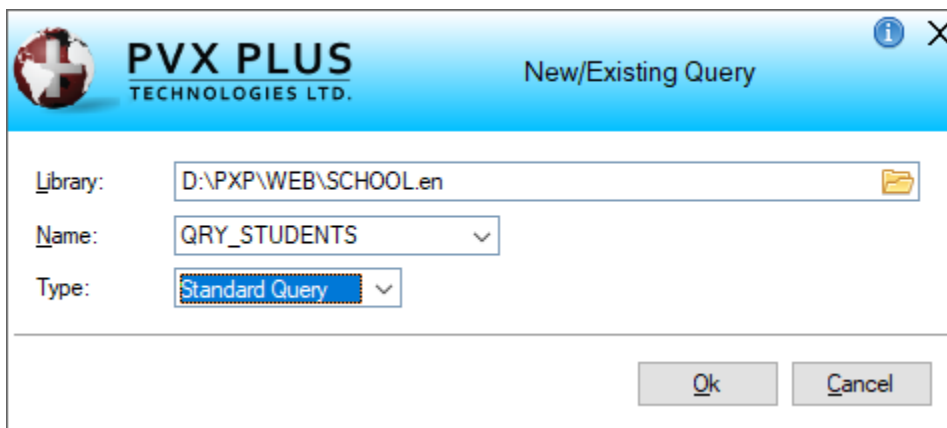 PVX PLUS
TECHNOLOGIES LTD.
New/Existing Query
Library: D:\PXP\WEB\SCHOOL.en
Name: QRY_STUDENTS
Type: Standard Query
Ok Cancel